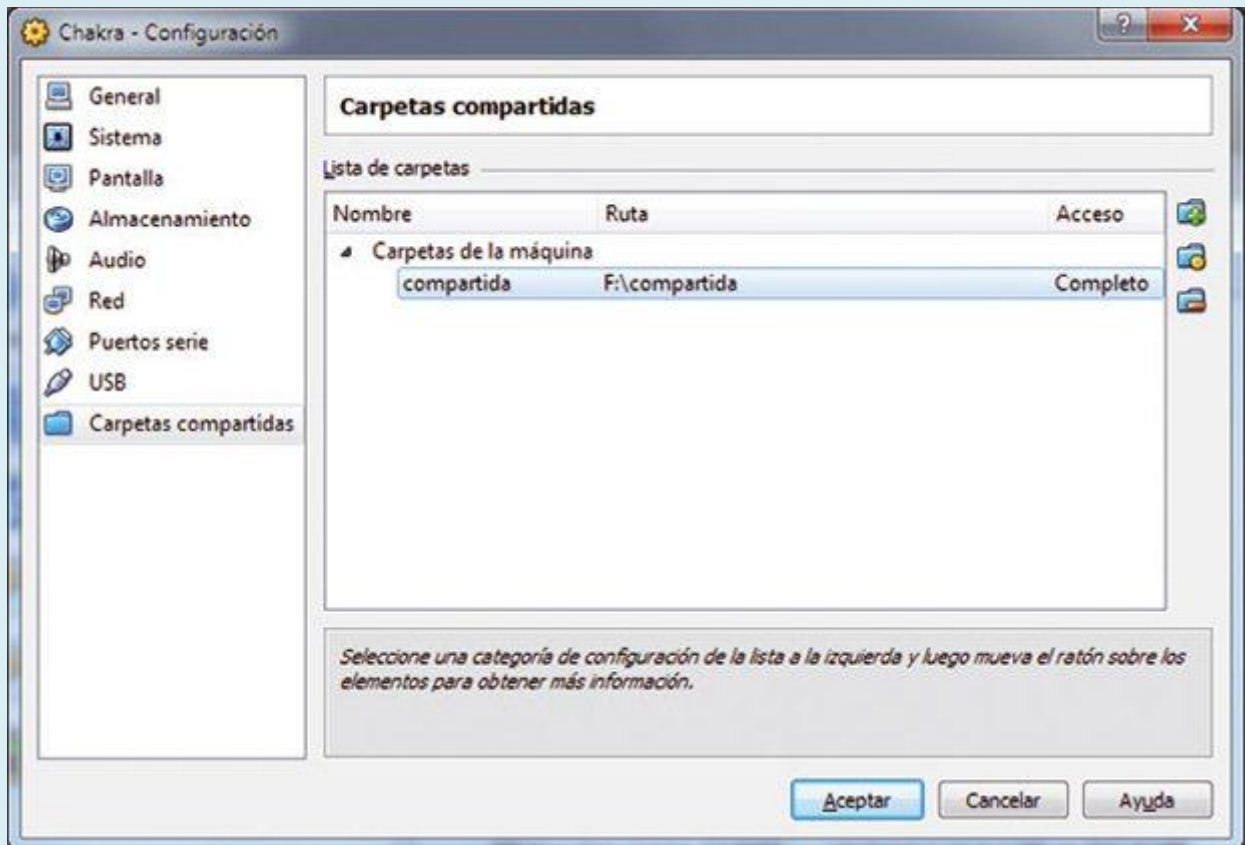 Chakra - Configuración
General
Sistema
Pantalla
Almacenamiento
Audio
Red
Puertos serie
USB
Carpetas compartidas
Carpetas compartidas
Lista de carpetas
Nombre Ruta Acceso
Carpetas de la máquina
compartida F:\compartida Completo
Seleccione una categoría de configuración de la lista a la izquierda y luego mueva el ratón sobre los
elementos para obtener más información.
Aceptar Cancelar Ayuda